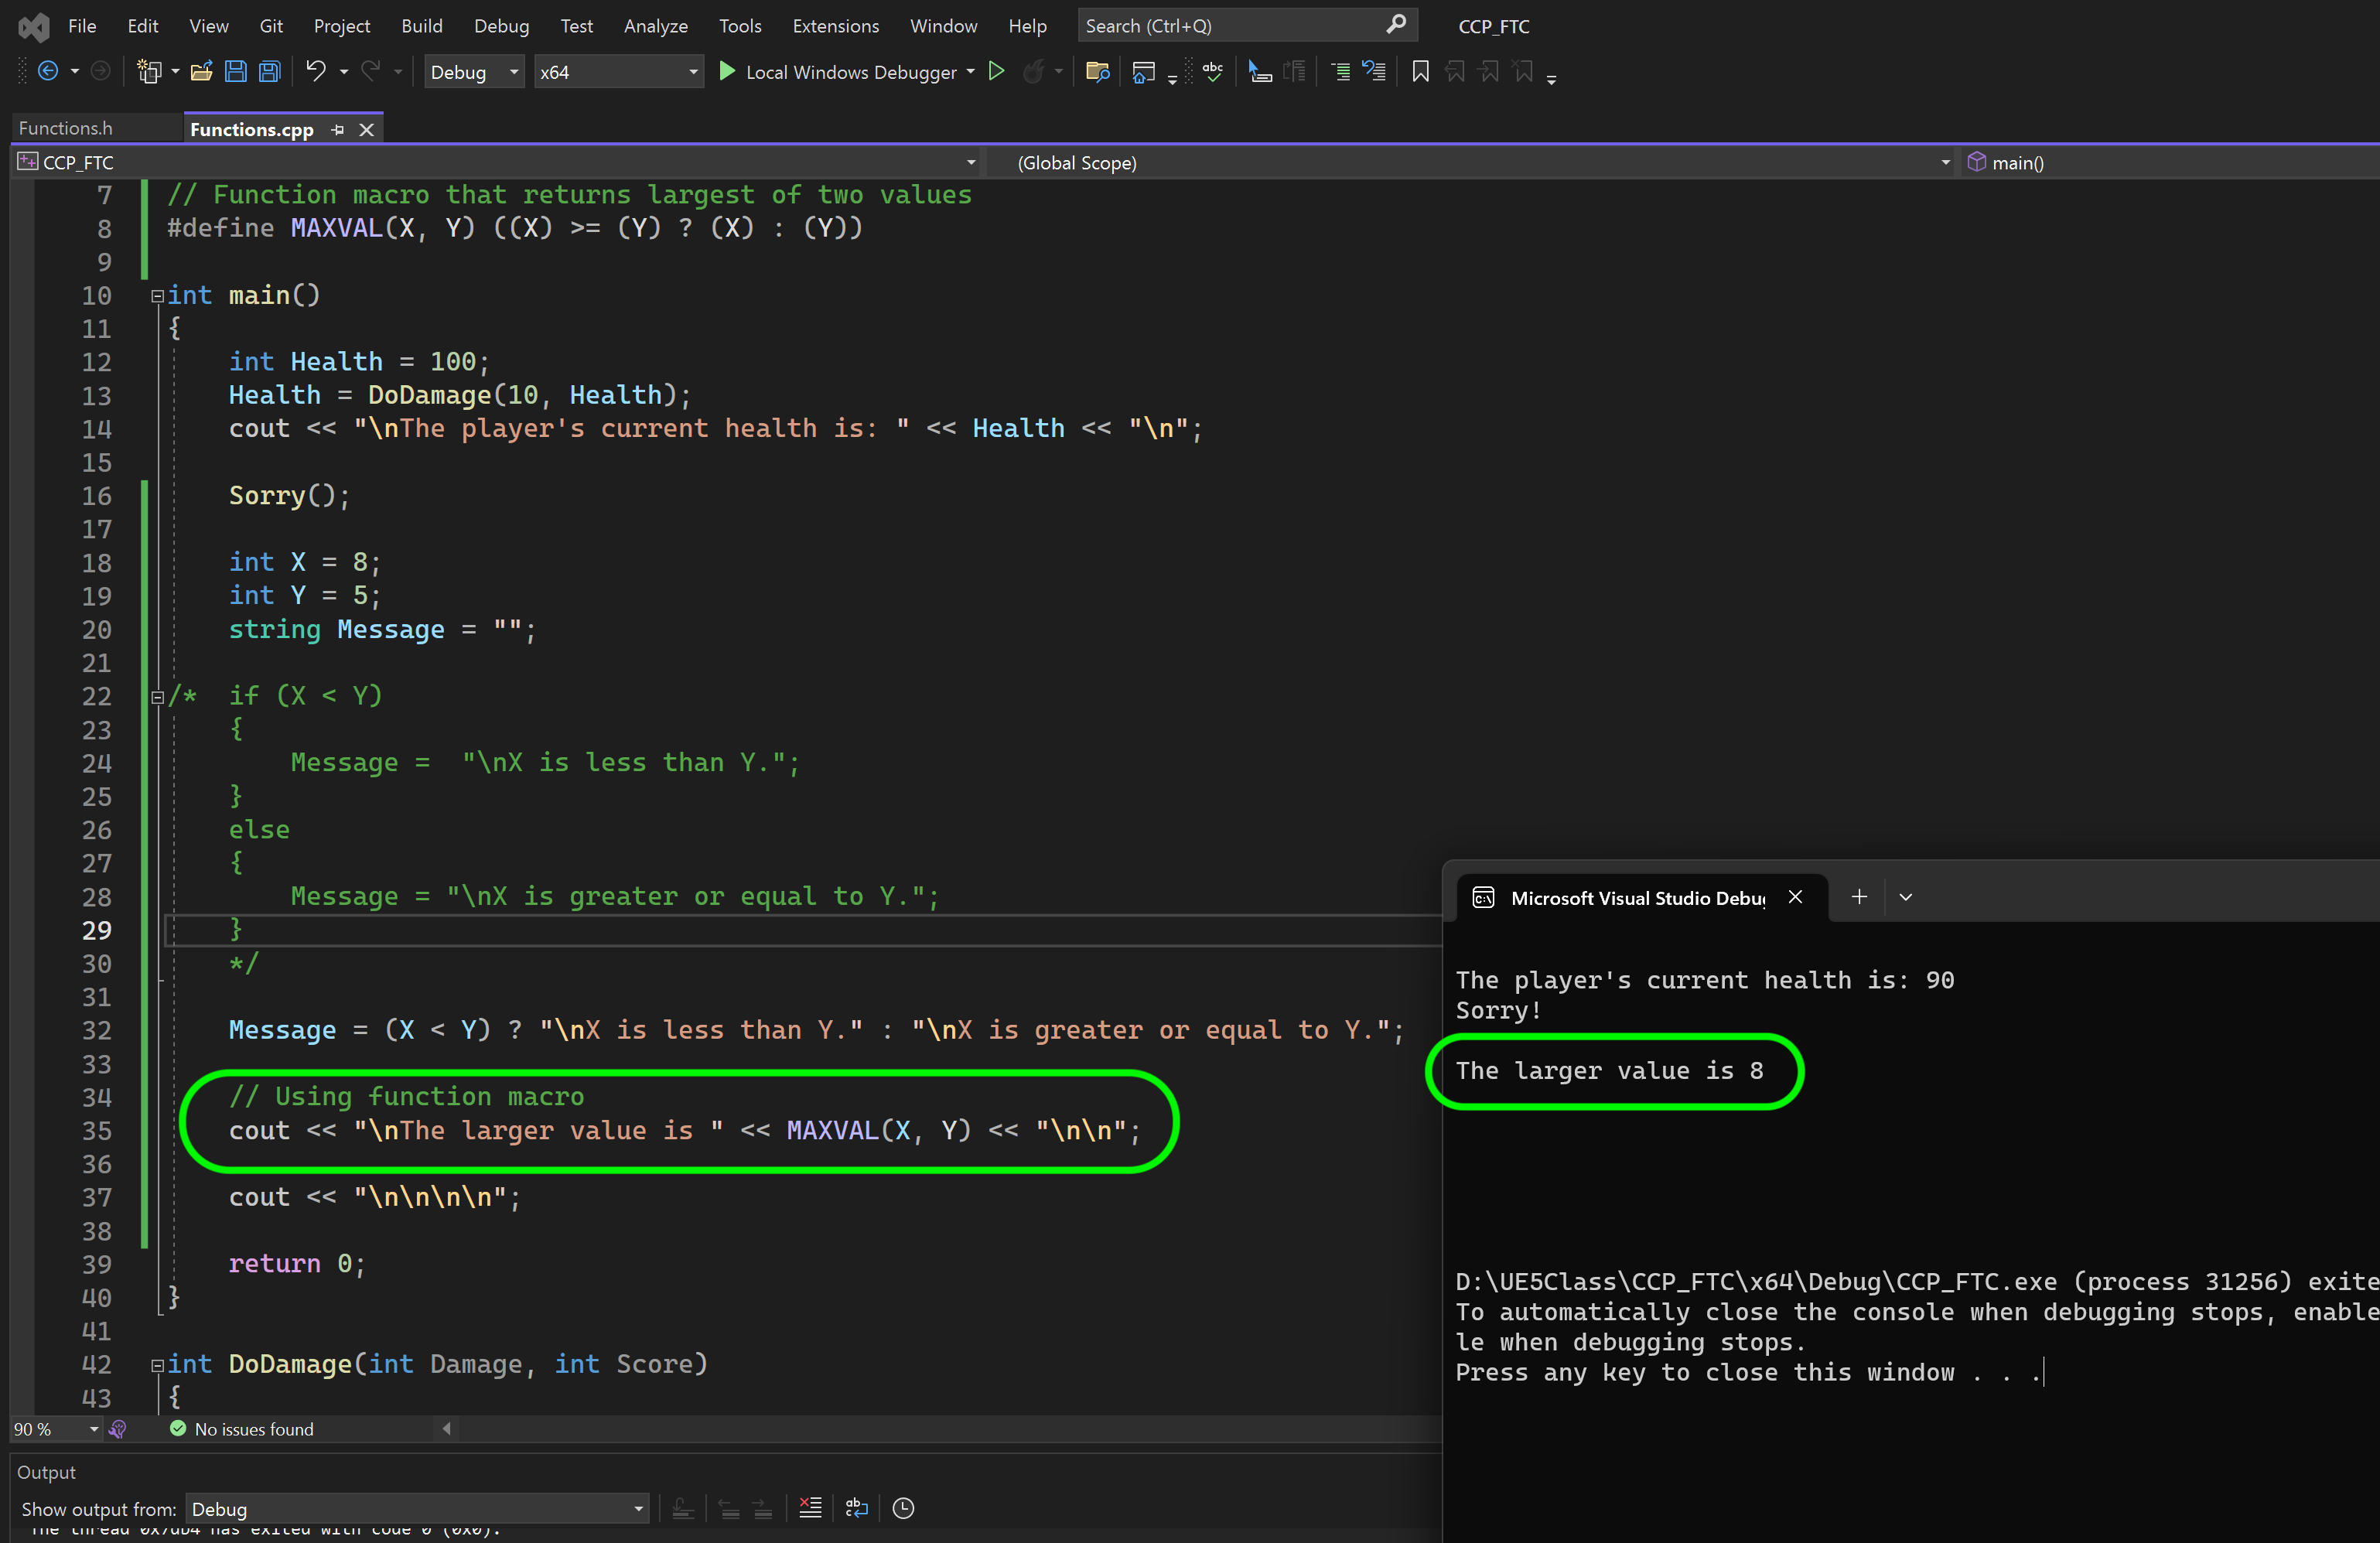 File Edit View Git Project Build Debug Test Analyze Tools Extensions Window Help Search (Ctrl+Q) CCP_FTC
Debug x64 Local Windows Debugger
Functions.h Functions.cpp
CCP_FTC (Global Scope) main()
7 // Function macro that returns largest of two values
8 #define MAXVAL(X, Y) ((X) >= (Y) ? (X) : (Y))
9
10 int main()
11 {
12 int Health = 100;
13 Health = DoDamage(10, Health);
14 cout << "\nThe player's current health is: " << Health << "\n";
15
16 Sorry();
17
18 int X = 8;
19 int Y = 5;
20 string Message = "";
21
22 /* if (X < Y)
23 {
24 Message =  "\nX is less than Y.";
25 }
26 else
27 {
28 Message = "\nX is greater or equal to Y.";
29 }
30 */
31
32 Message = (X < Y) ? "\nX is less than Y." : "\nX is greater or equal to Y.";
33
34 // Using function macro
35 cout << "\nThe larger value is " << MAXVAL(X, Y) << "\n\n";
36
37 cout << "\n\n\n\n";
38
39 return 0;
40 }
41
42 int DoDamage(int Damage, int Score)
43 {
90 % No issues found
Output
Show output from: Debug
The thread 0x7db4 has exited with code 0 (0x0).
Microsoft Visual Studio Debu
The player's current health is: 90
Sorry!
The larger value is 8
D:\UE5Class\CCP_FTC\x64\Debug\CCP_FTC.exe (process 31256) exite
To automatically close the console when debugging stops, enable
le when debugging stops.
Press any key to close this window . . .